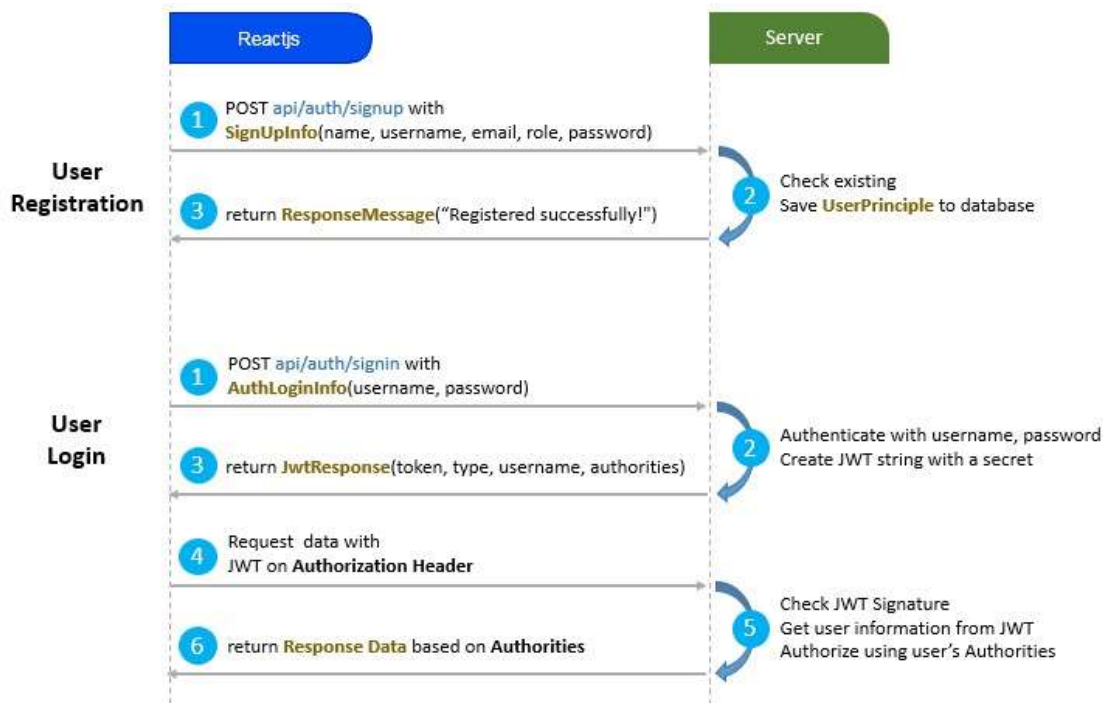 Reactjs
Server
1
POST api/auth/signup with
SignUpInfo(name, username, email, role, password)
User
Registration
2
Check existing
Save UserPrinciple to database
3
return ResponseMessage(“Registered successfully!")
1
POST api/auth/signin with
AuthLoginInfo(username, password)
User
Login
2
Authenticate with username, password
Create JWT string with a secret
3
return JwtResponse(token, type, username, authorities)
4
Request data with
JWT on Authorization Header
5
Check JWT Signature
Get user information from JWT
Authorize using user’s Authorities
6
return Response Data based on Authorities